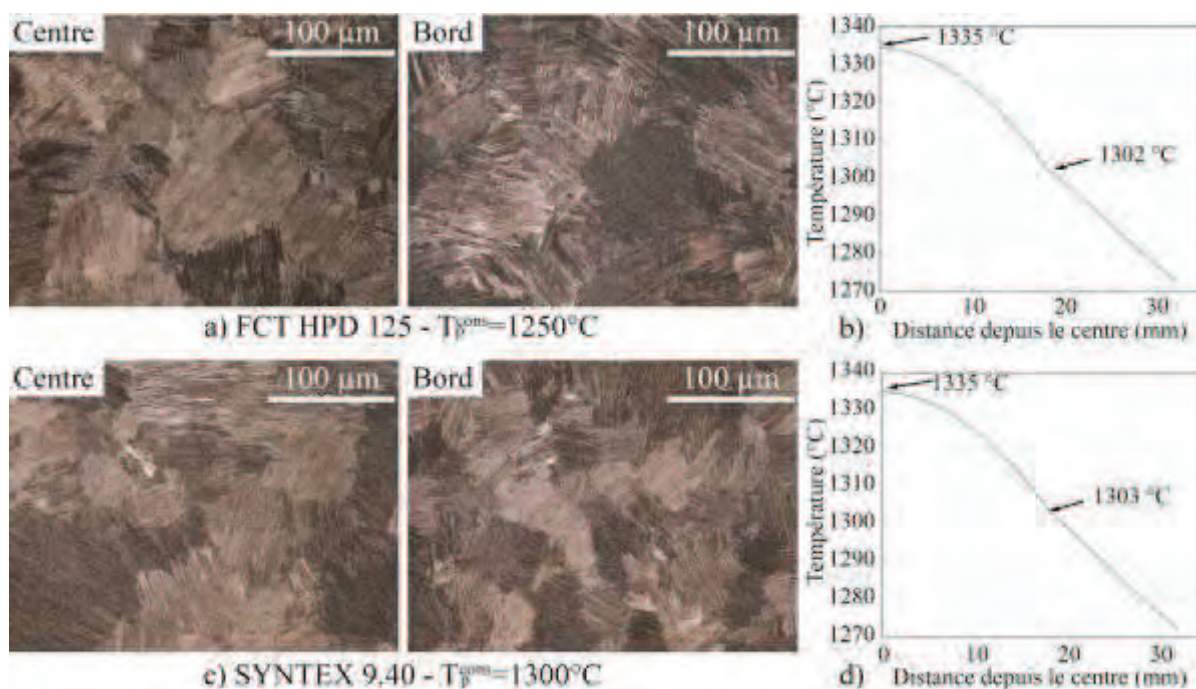 Centre
100 µm
Bord
100 µm
a) FCT HPD 125 - Tpᵒⁿˢ=1250°C
1340
1330
1320
1310
1300
1290
1280
1270
Température (°C)
1335 °C
1302 °C
0
10
20
30
b) Distance depuis le centre (mm)
Centre
100 µm
Bord
100 µm
c) SYNTEX 9,40 - Tpᵒⁿˢ=1300°C
1340
1330
1320
1310
1300
1290
1280
1270
Température (°C)
1335 °C
1303 °C
0
10
20
30
d) Distance depuis le centre (mm)